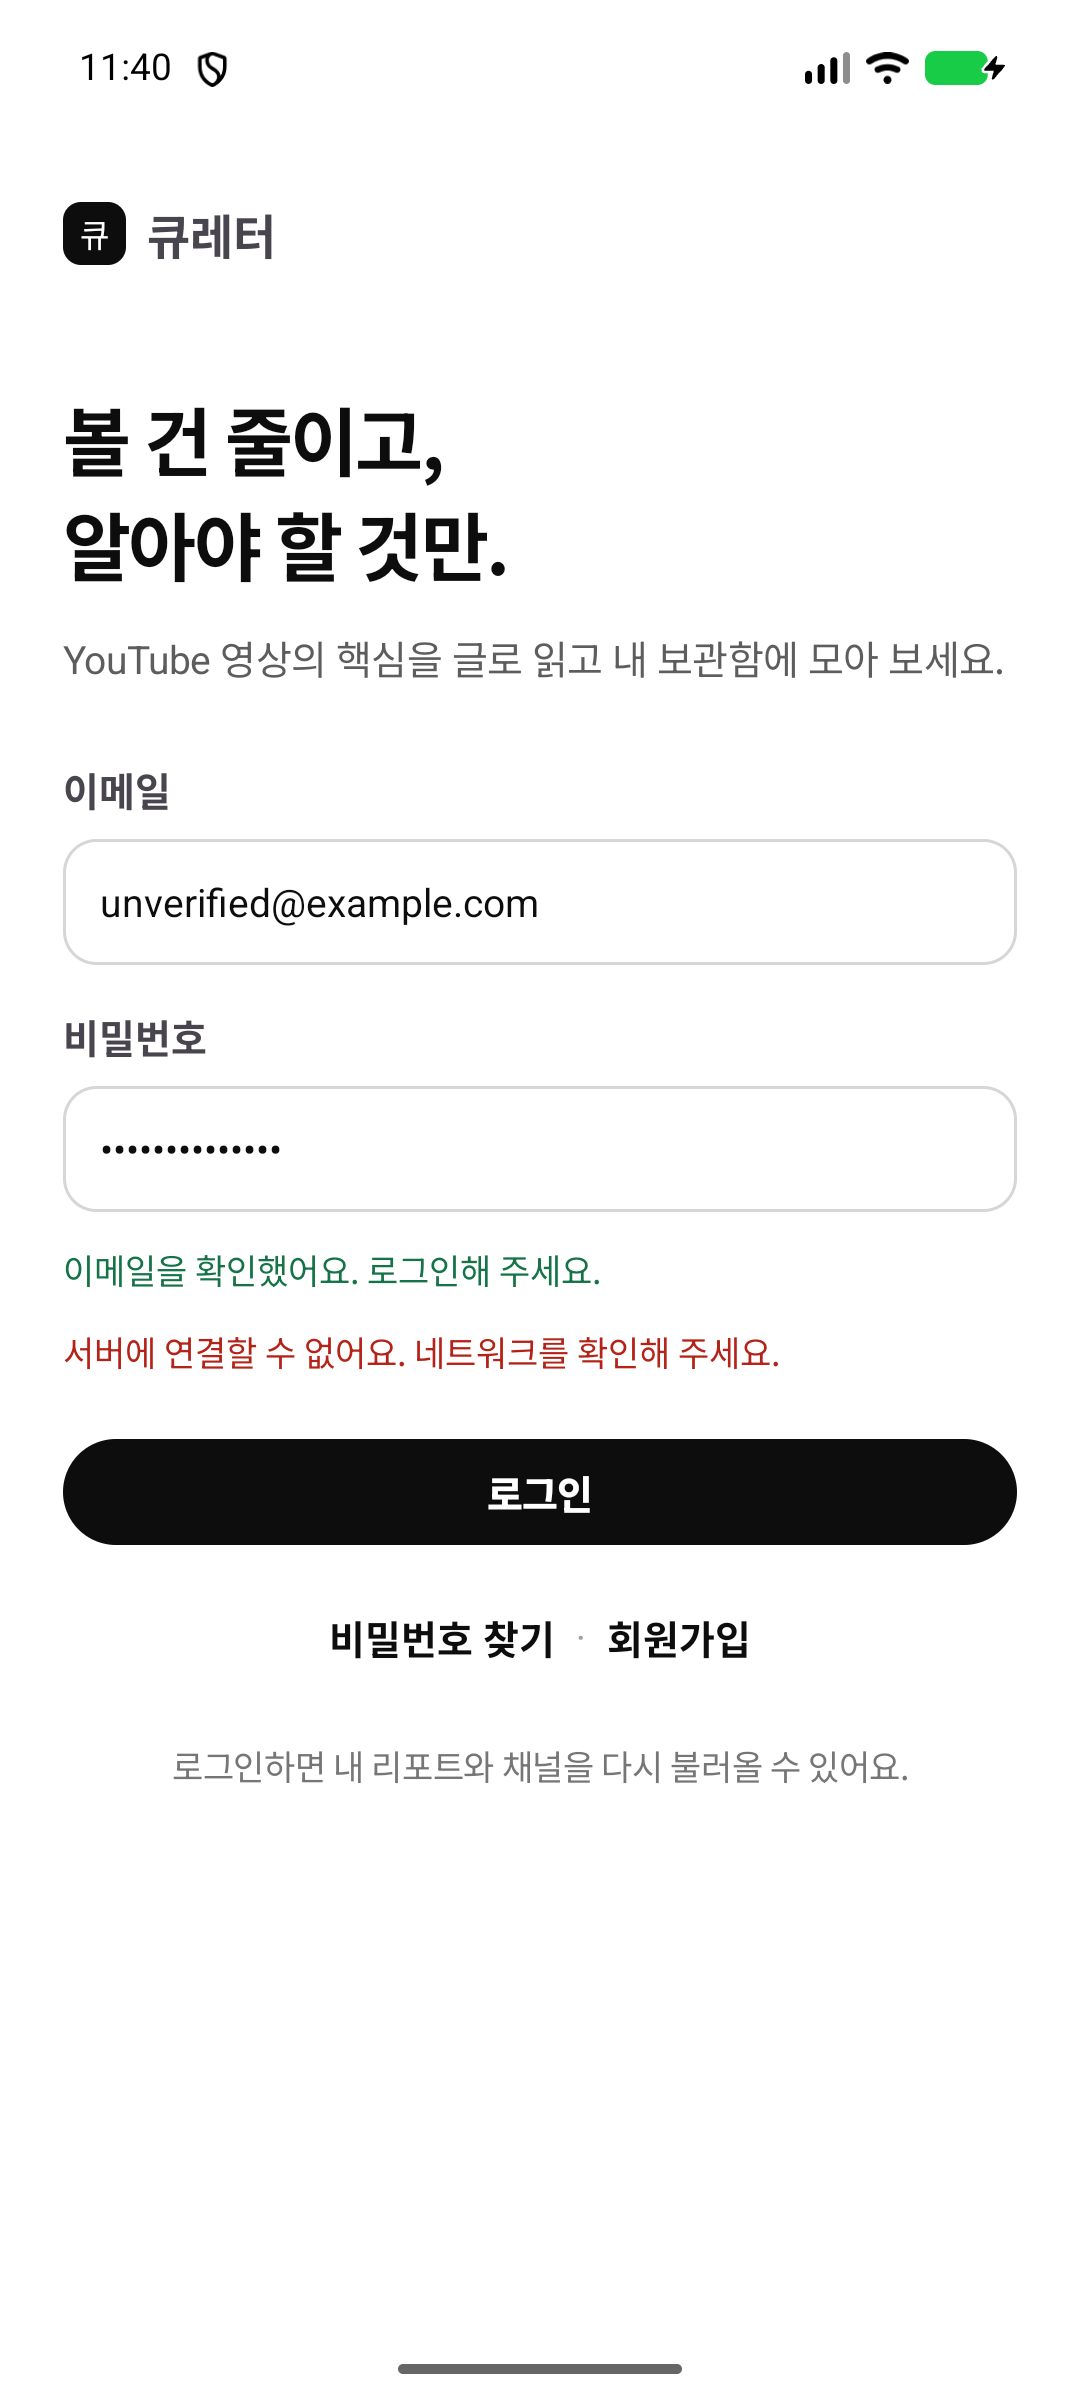 11:40
큐 큐레터
볼 건 줄이고,
알아야 할 것만.
YouTube 영상의 핵심을 글로 읽고 내 보관함에 모아 보세요.
이메일
unverified@example.com
비밀번호
••••••••••••••
이메일을 확인했어요. 로그인해 주세요.
서버에 연결할 수 없어요. 네트워크를 확인해 주세요.
로그인
비밀번호 찾기 · 회원가입
로그인하면 내 리포트와 채널을 다시 불러올 수 있어요.